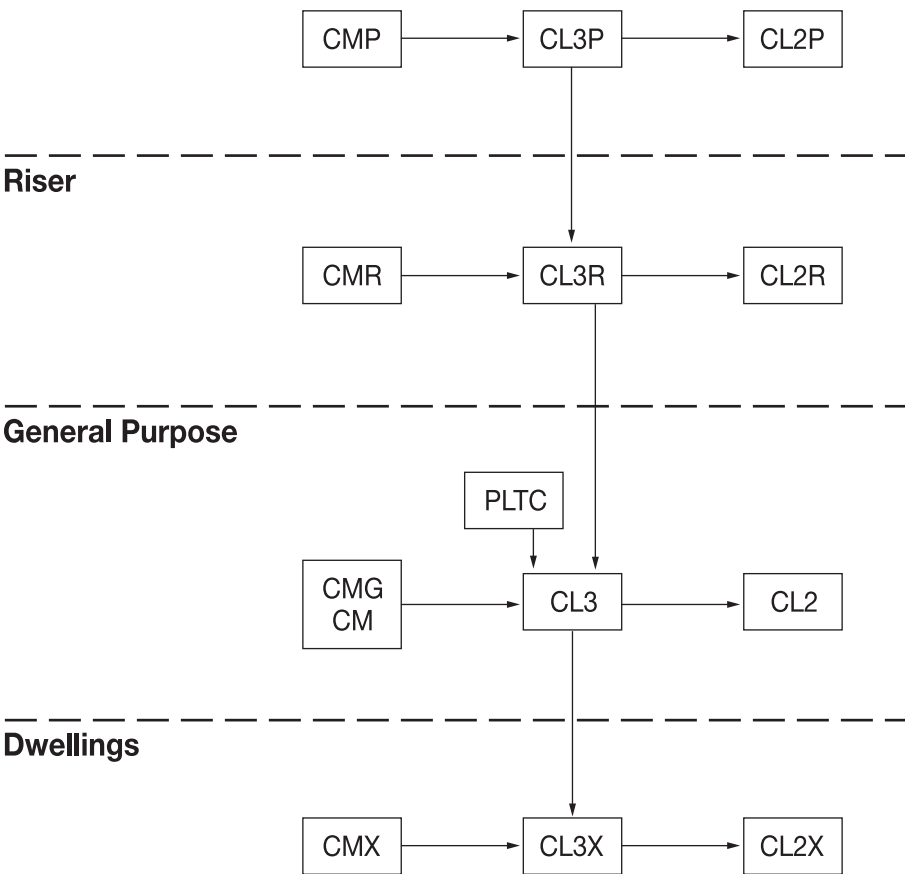 CMP
CL3P
CL2P
Riser
CMR
CL3R
CL2R
General Purpose
PLTC
CMG
CM
CL3
CL2
Dwellings
CMX
CL3X
CL2X